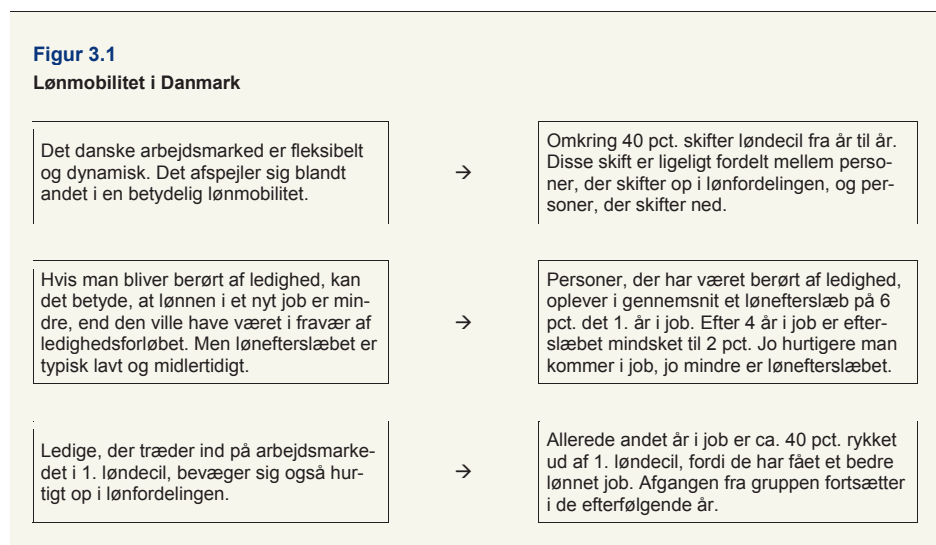 Figur 3.1
Lønmobilitet i Danmark
Det danske arbejdsmarked er fleksibelt
og dynamisk. Det afspejler sig blandt
andet i en betydelig lønmobilitet.
→
Omkring 40 pct. skifter løndecil fra år til år.
Disse skift er ligeligt fordelt mellem perso-
ner, der skifter op i lønfordelingen, og per-
soner, der skifter ned.
Hvis man bliver berørt af ledighed, kan
det betyde, at lønnen i et nyt job er min-
dre, end den ville have været i fravær af
ledighedsforløbet. Men lønefterslæbet er
typisk lavt og midlertidigt.
→
Personer, der har været berørt af ledighed,
oplever i gennemsnit et lønefterslæb på 6
pct. det 1. år i job. Efter 4 år i job er efter-
slæbet mindsket til 2 pct. Jo hurtigere man
kommer i job, jo mindre er lønefterslæbet.
Ledige, der træder ind på arbejdsmarke-
det i 1. løndecil, bevæger sig også hur-
tigt op i lønfordelingen.
→
Allerede andet år i job er ca. 40 pct. rykket
ud af 1. løndecil, fordi de har fået et bedre
lønnet job. Afgangen fra gruppen fortsætter
i de efterfølgende år.